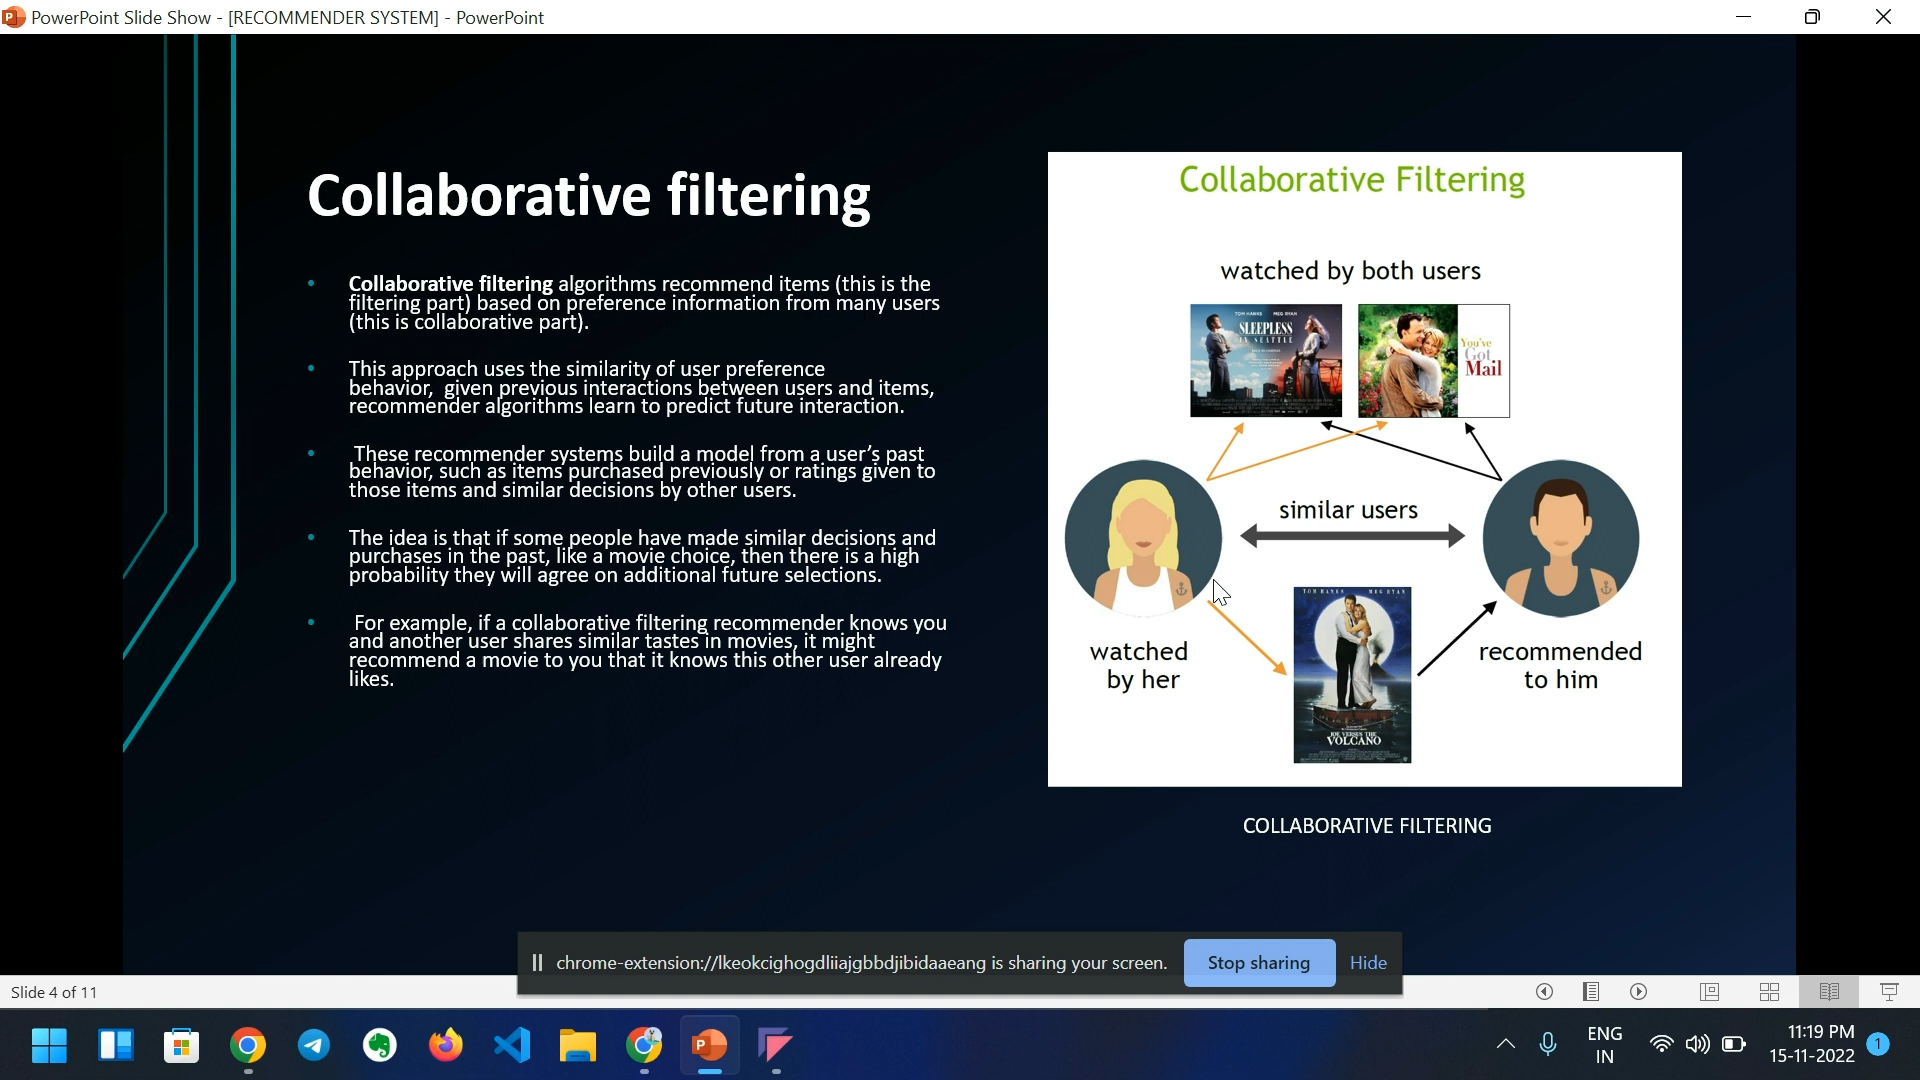 PowerPoint Slide Show - [RECOMMENDER SYSTEM] - PowerPoint
Collaborative filtering
• Collaborative filtering algorithms recommend items (this is the
filtering part) based on preference information from many users
(this is collaborative part).
• This approach uses the similarity of user preference
behavior, given previous interactions between users and items,
recommender algorithms learn to predict future interaction.
• These recommender systems build a model from a user's past
behavior, such as items purchased previously or ratings given to
those items and similar decisions by other users.
• The idea is that if some people have made similar decisions and
purchases in the past, like a movie choice, then there is a high
probability they will agree on additional future selections.
• For example, if a collaborative filtering recommender knows you
and another user shares similar tastes in movies, it might
recommend a movie to you that it knows this other user already
likes.
Collaborative Filtering
watched by both users
TOM HANKS MEG RYAN
SLEEPLESS
IN SEATTLE
You've
Got
Mail
similar users
TOM HANKS MEG RYAN
JOE VERSUS THE
VOLCANO
watched
by her
recommended
to him
COLLABORATIVE FILTERING
chrome-extension://lkeokcighogdliiajgbbdjibidaaeang is sharing your screen.
Stop sharing
Hide
Slide 4 of 11
ENG
IN
11:19 PM
15-11-2022
1